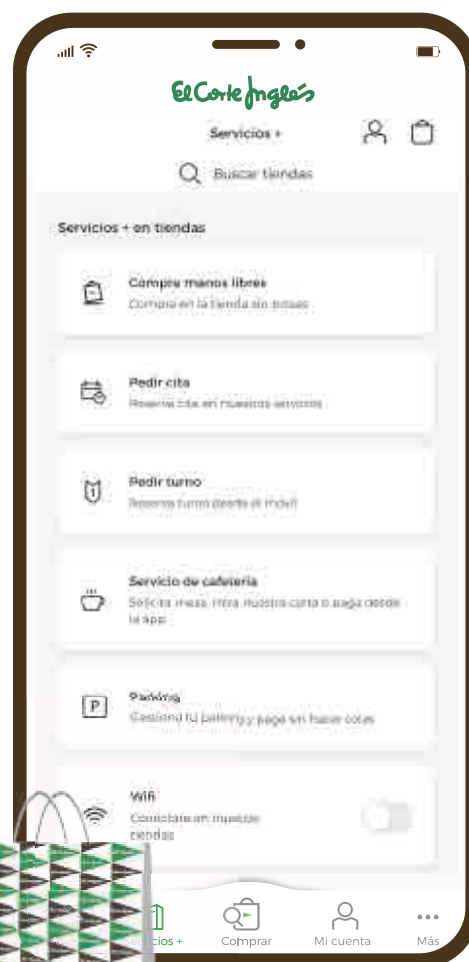 El Corte Inglés
Servicios +
Buscar tiendas
Servicios + en tiendas
Compra manos libres
Compra en la tienda sin bolsas
Pedir cita
Reserva cita en nuestros servicios
Pedir turno
Reserva turno desde el móvil
Servicio de cafetería
Solicita mesa, mira nuestra carta o paga desde
la app
Parking
Gestiona tu parking y paga sin hacer colas
P
Wifi
Conéctate en nuestras
tiendas
Comprar
Mi cuenta
Más